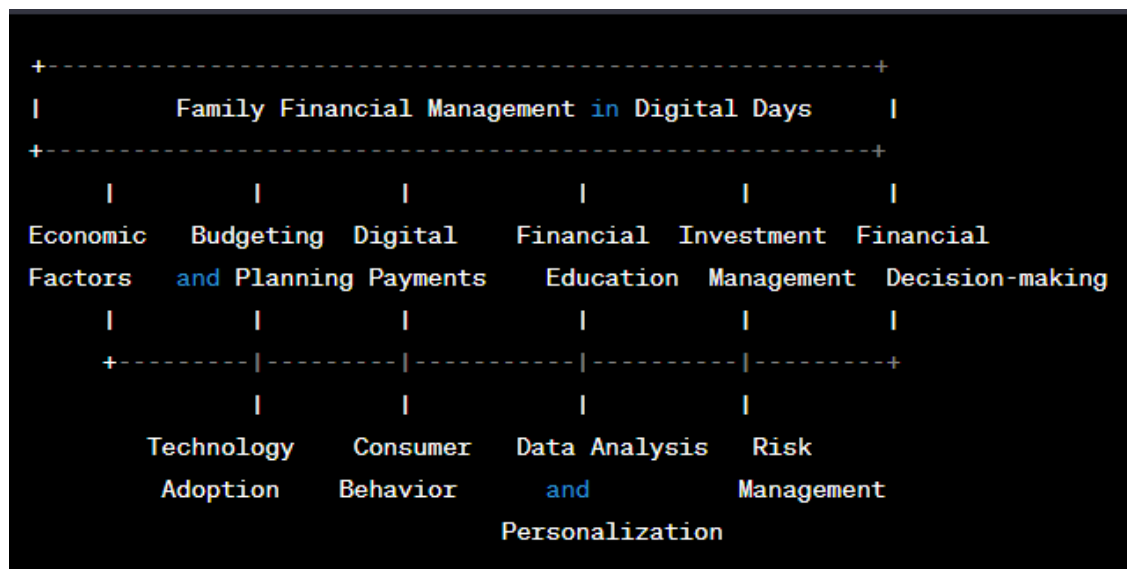 Family Financial Management in Digital Days
Economic Budgeting Digital Financial Investment Financial
Factors and Planning Payments Education Management Decision-making
Technology Consumer Data Analysis Risk
Adoption Behavior and Management
Personalization